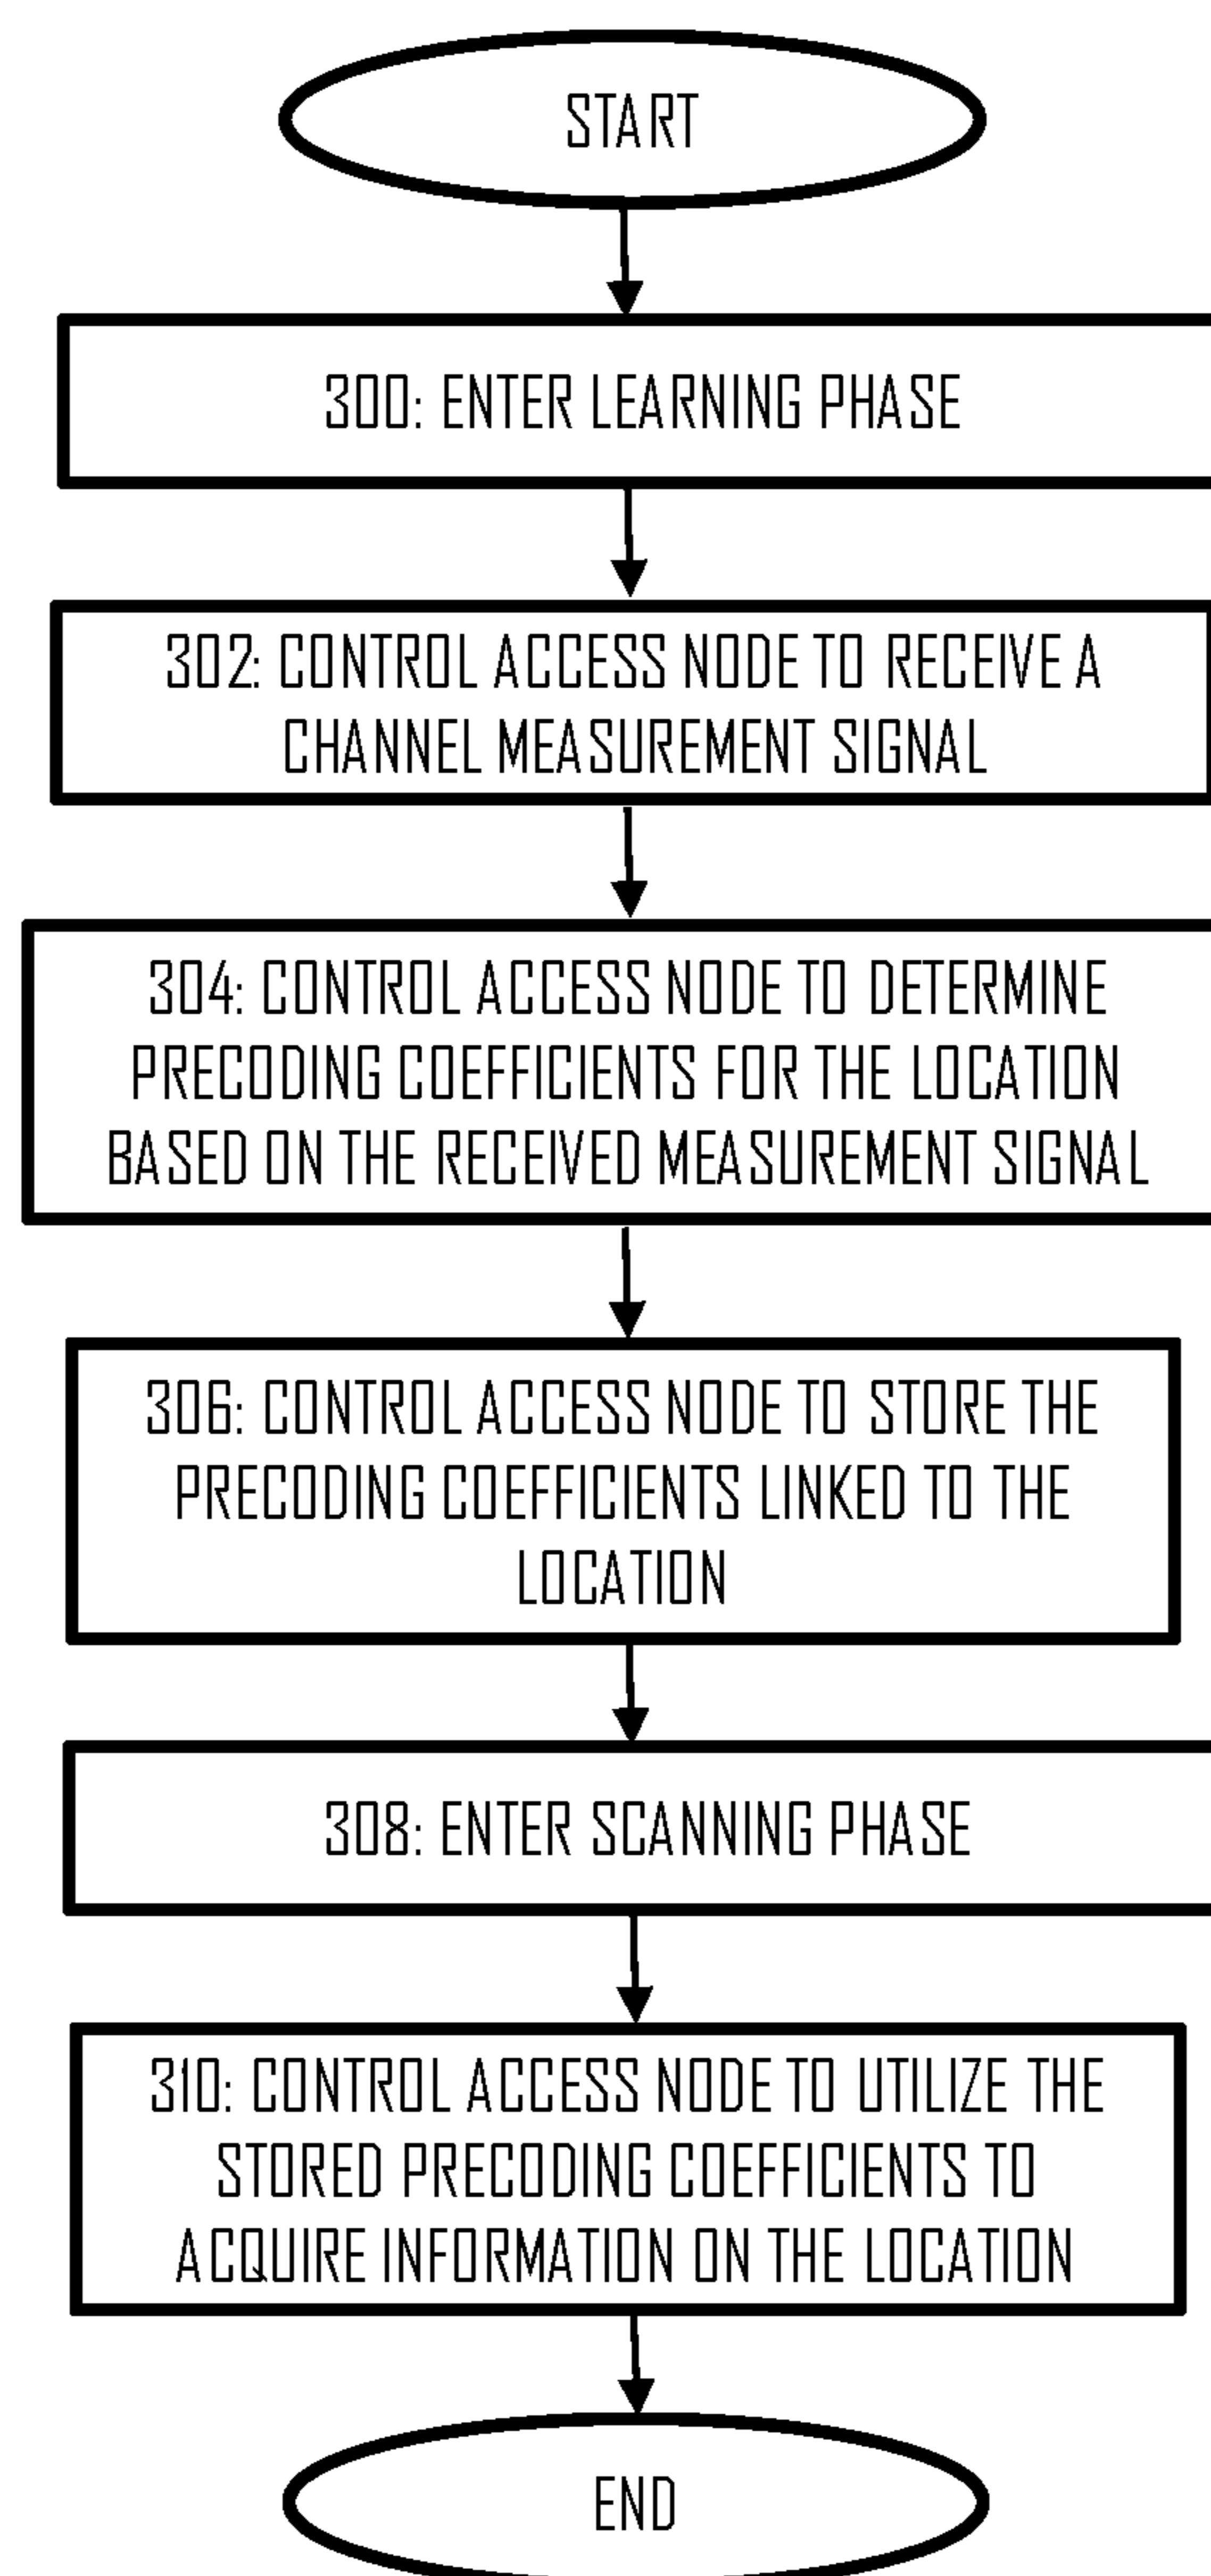 START
300: ENTER LEARNING PHASE
302: CONTROL ACCESS NODE TO RECEIVE A
CHANNEL MEASUREMENT SIGNAL
304: CONTROL ACCESS NODE TO DETERMINE
PRECODING COEFFICIENTS FOR THE LOCATION
BASED ON THE RECEIVED MEASUREMENT SIGNAL
306: CONTROL ACCESS NODE TO STORE THE
PRECODING COEFFICIENTS LINKED TO THE
LOCATION
308: ENTER SCANNING PHASE
310: CONTROL ACCESS NODE TO UTILIZE THE
STORED PRECODING COEFFICIENTS TO
ACQUIRE INFORMATION ON THE LOCATION
END